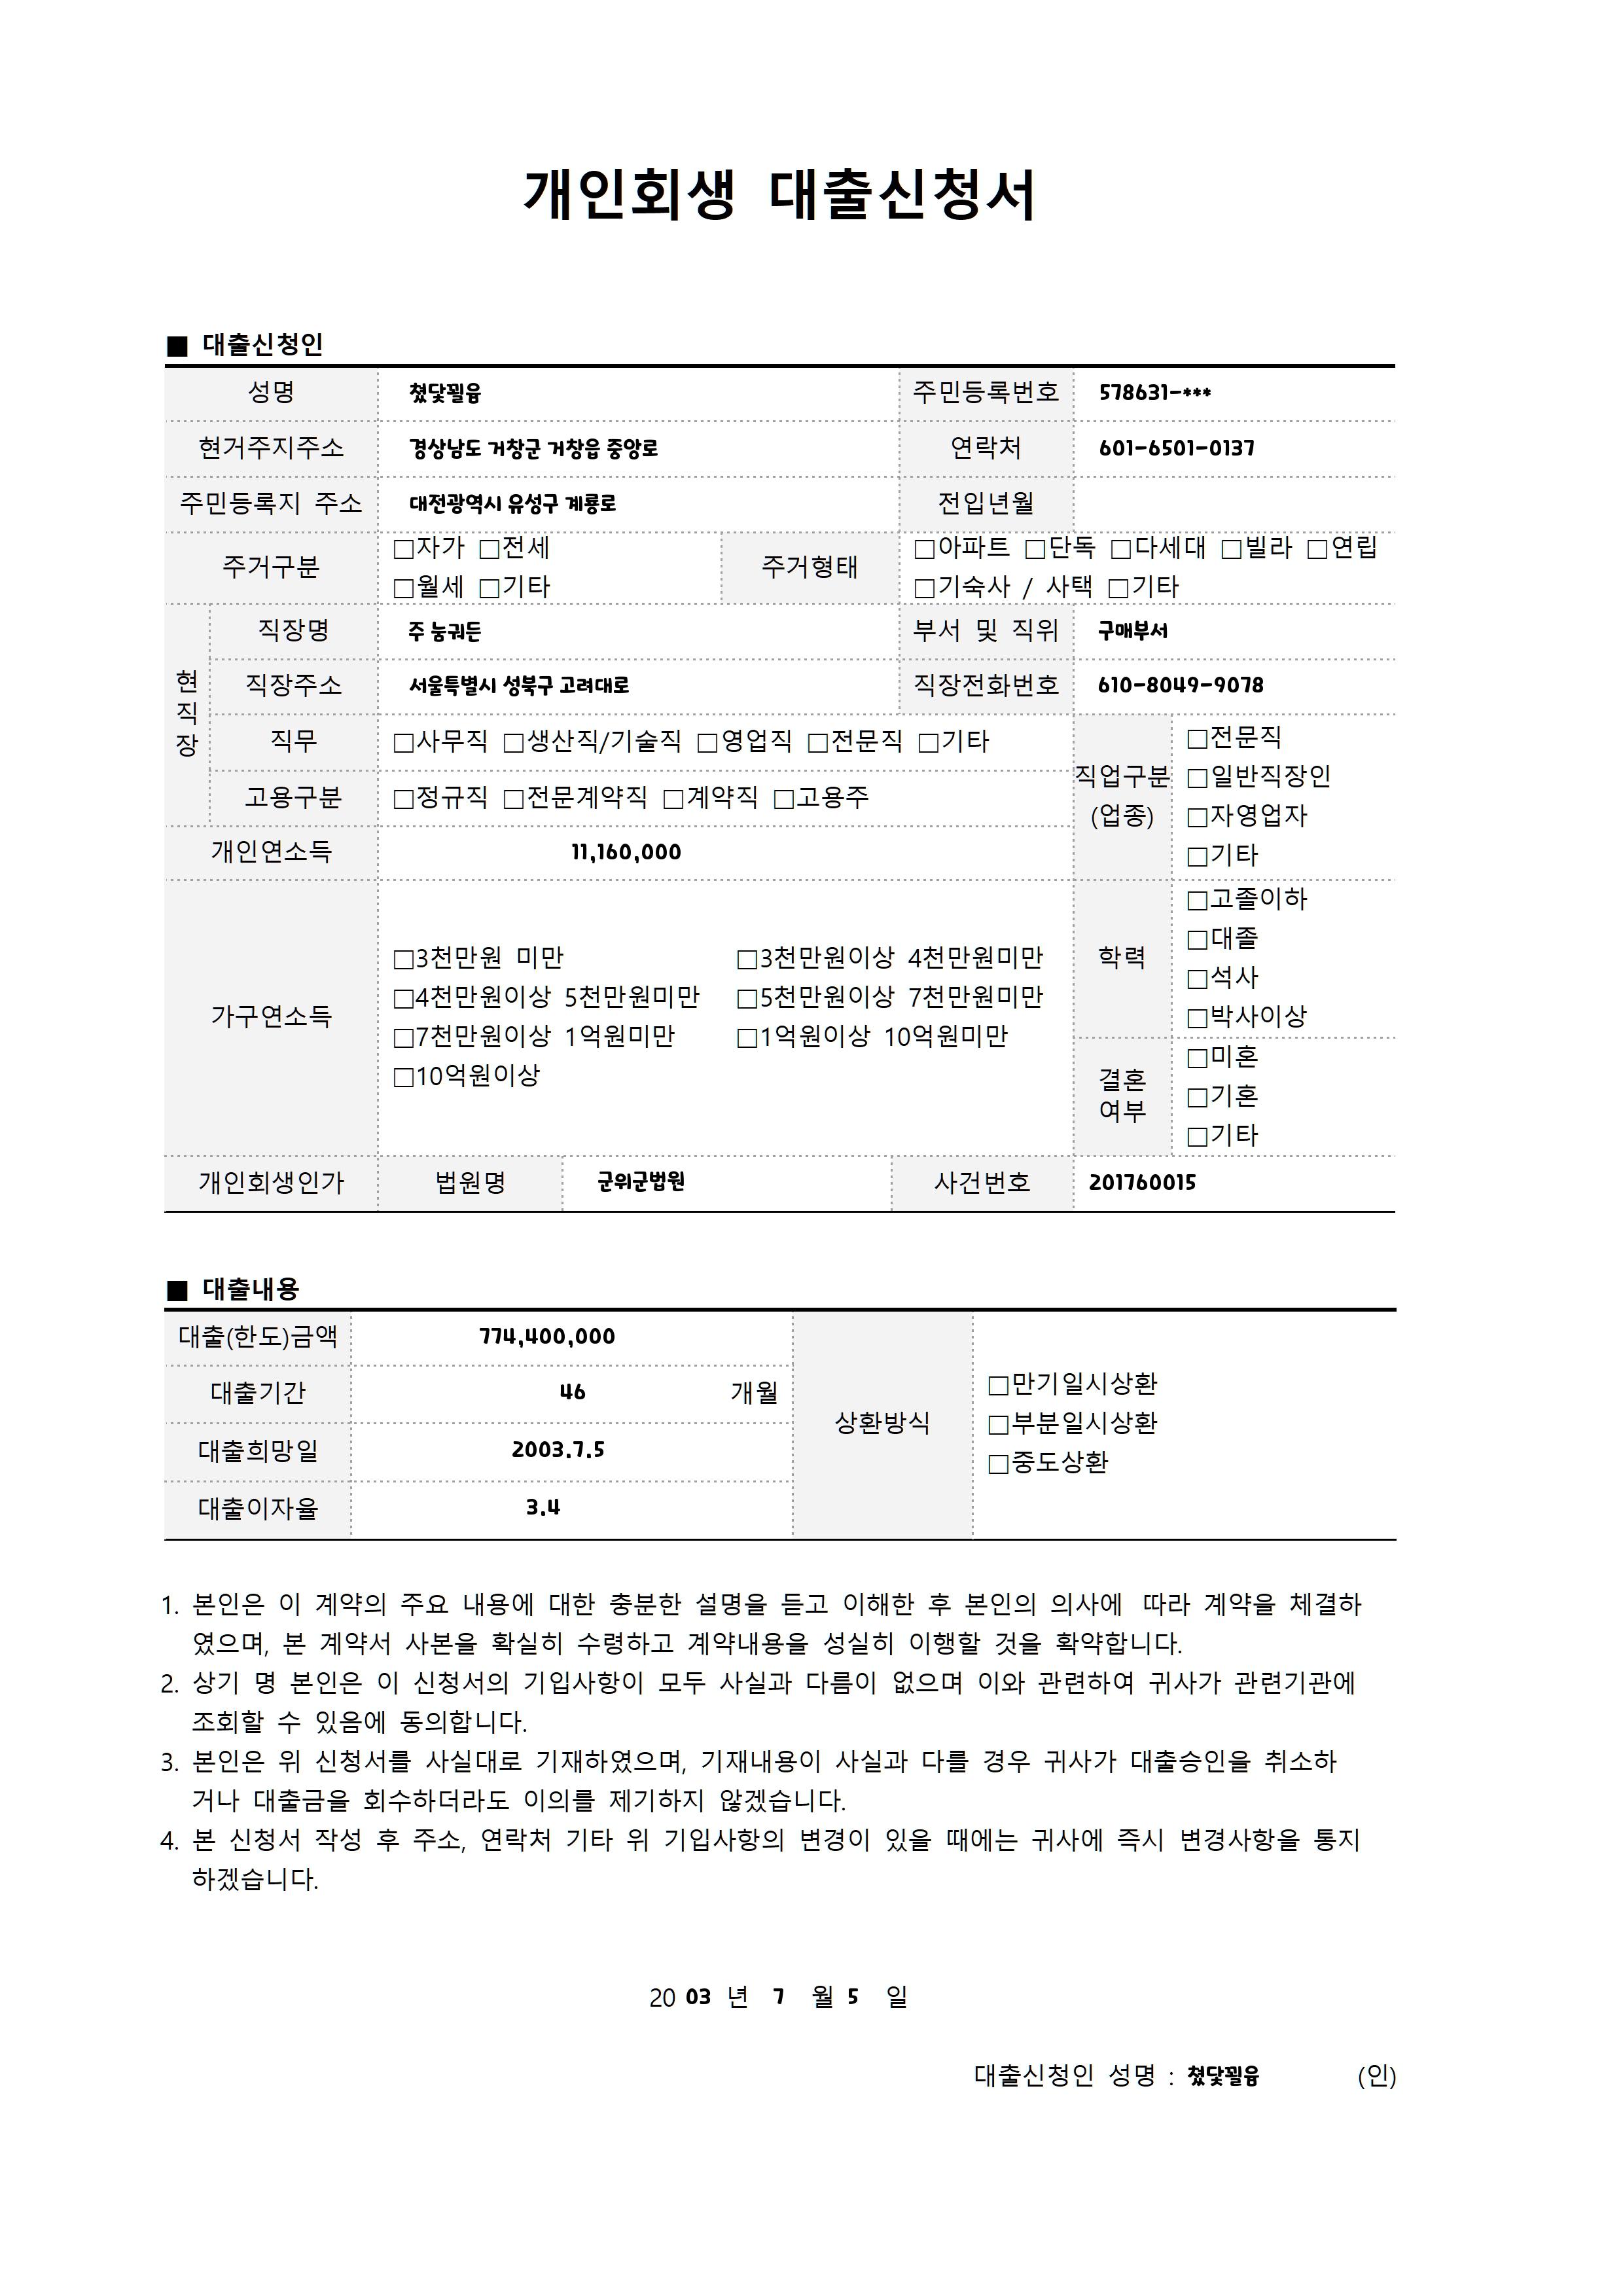 개인회생 대출신청서
■ 대출신청인
성명 쳤닻꾈융 주민등록번호 578631-***
현거주지주소 경상남도 거창군 거창읍 중앙로 연락처 601-6501-0137
주민등록지 주소 대전광역시 유성구 계룡로 전입년월
주거구분 □자가 □전세 주거형태 □아파트 □단독 □다세대 □빌라 □연립
□월세 □기타 □기숙사 / 사택 □기타
현직장 직장명 주 눙궈든 부서 및 직위 구매부서
직장주소 서울특별시 성북구 고려대로 직장전화번호 610-8049-9078
직무 □사무직 □생산직/기술직 □영업직 □전문직 □기타
고용구분 □정규직 □전문계약직 □계약직 □고용주
직업구분 (업종) □전문직
□일반직장인
□자영업자
□기타
개인연소득 11,160,000
가구연소득 □3천만원 미만 □3천만원이상 4천만원미만
□4천만원이상 5천만원미만 □5천만원이상 7천만원미만
□7천만원이상 1억원미만 □1억원이상 10억원미만
□10억원이상
학력 □고졸이하
□대졸
□석사
□박사이상
결혼여부 □미혼
□기혼
□기타
개인회생인가 법원명 군위군법원 사건번호 201760015
■ 대출내용
대출(한도)금액 774,400,000
대출기간 46 개월
대출희망일 2003.7.5
대출이자율 3.4
상환방식 □만기일시상환
□부분일시상환
□중도상환
1. 본인은 이 계약의 주요 내용에 대한 충분한 설명을 듣고 이해한 후 본인의 의사에 따라 계약을 체결하
였으며, 본 계약서 사본을 확실히 수령하고 계약내용을 성실히 이행할 것을 확약합니다.
2. 상기 명 본인은 이 신청서의 기입사항이 모두 사실과 다름이 없으며 이와 관련하여 귀사가 관련기관에
조회할 수 있음에 동의합니다.
3. 본인은 위 신청서를 사실대로 기재하였으며, 기재내용이 사실과 다를 경우 귀사가 대출승인을 취소하
거나 대출금을 회수하더라도 이의를 제기하지 않겠습니다.
4. 본 신청서 작성 후 주소, 연락처 기타 위 기입사항의 변경이 있을 때에는 귀사에 즉시 변경사항을 통지
하겠습니다.
20 03 년 7 월 5 일
대출신청인 성명 : 쳤닻꾈융 (인)